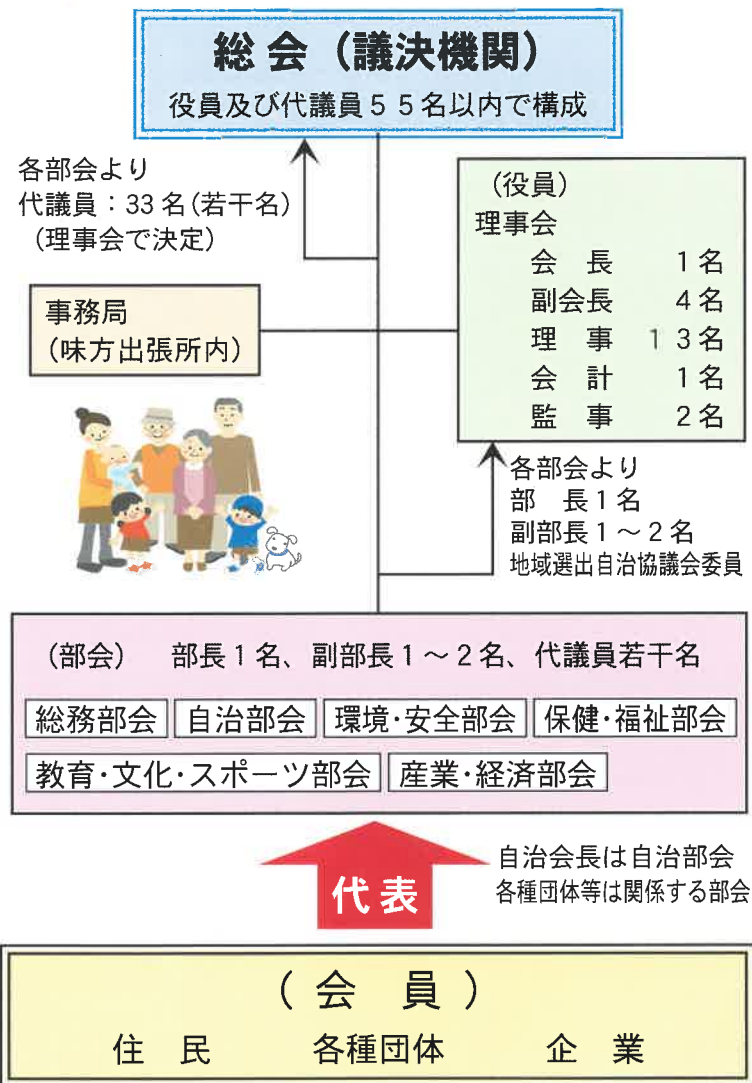 総会（議決機関）
役員及び代議員５５名以内で構成
各部会より
代議員：33名（若干名）
（理事会で決定）
（役員）
理事会
会　長　１名
副会長　４名
理　事　１３名
会　計　１名
監　事　２名
事務局
（味方出張所内）
各部会より
部　長１名
副部長１～２名
地域選出自治協議会委員
（部会）　部長１名、副部長１～２名、代議員若干名
総務部会　自治部会　環境・安全部会　保健・福祉部会
教育・文化・スポーツ部会　産業・経済部会
代表
自治会長は自治部会
各種団体等は関係する部会
（会　員）
住　民　各種団体　企　業